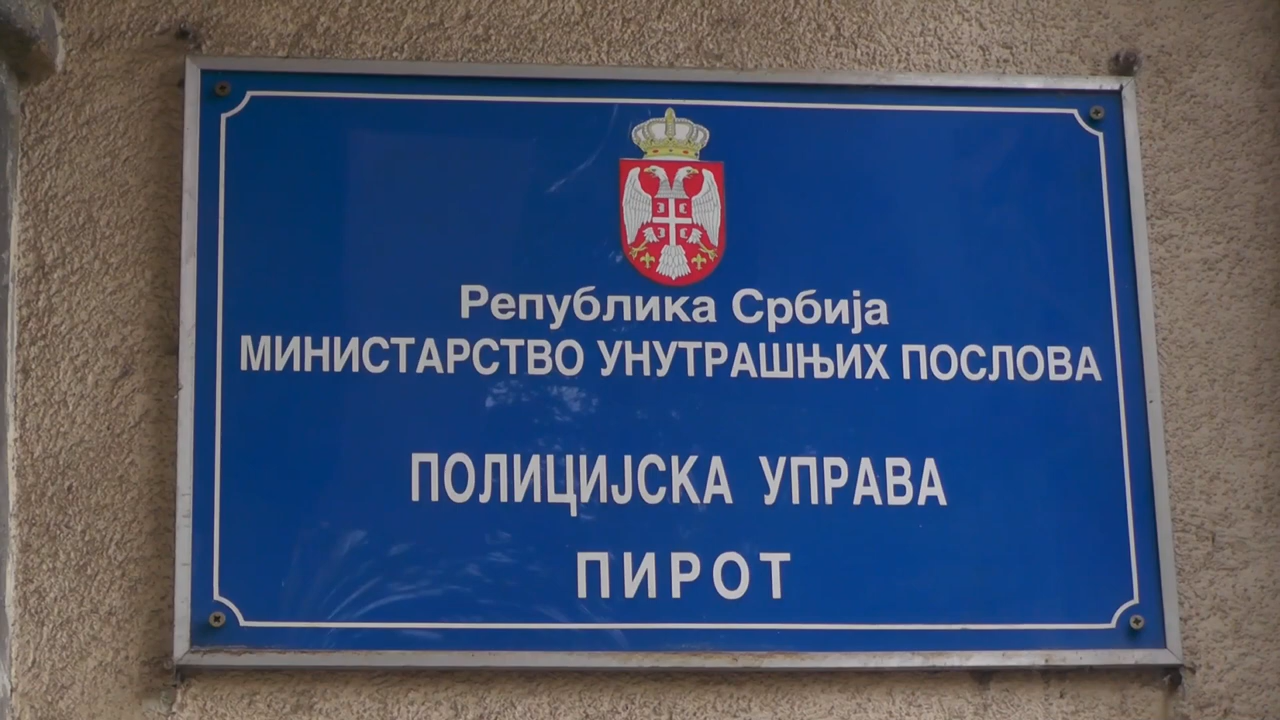 Република Србија
МИНИСТАРСТВО УНУТРАШЊИХ ПОСЛОВА
ПОЛИЦИЈСКА УПРАВА
ПИРОТ